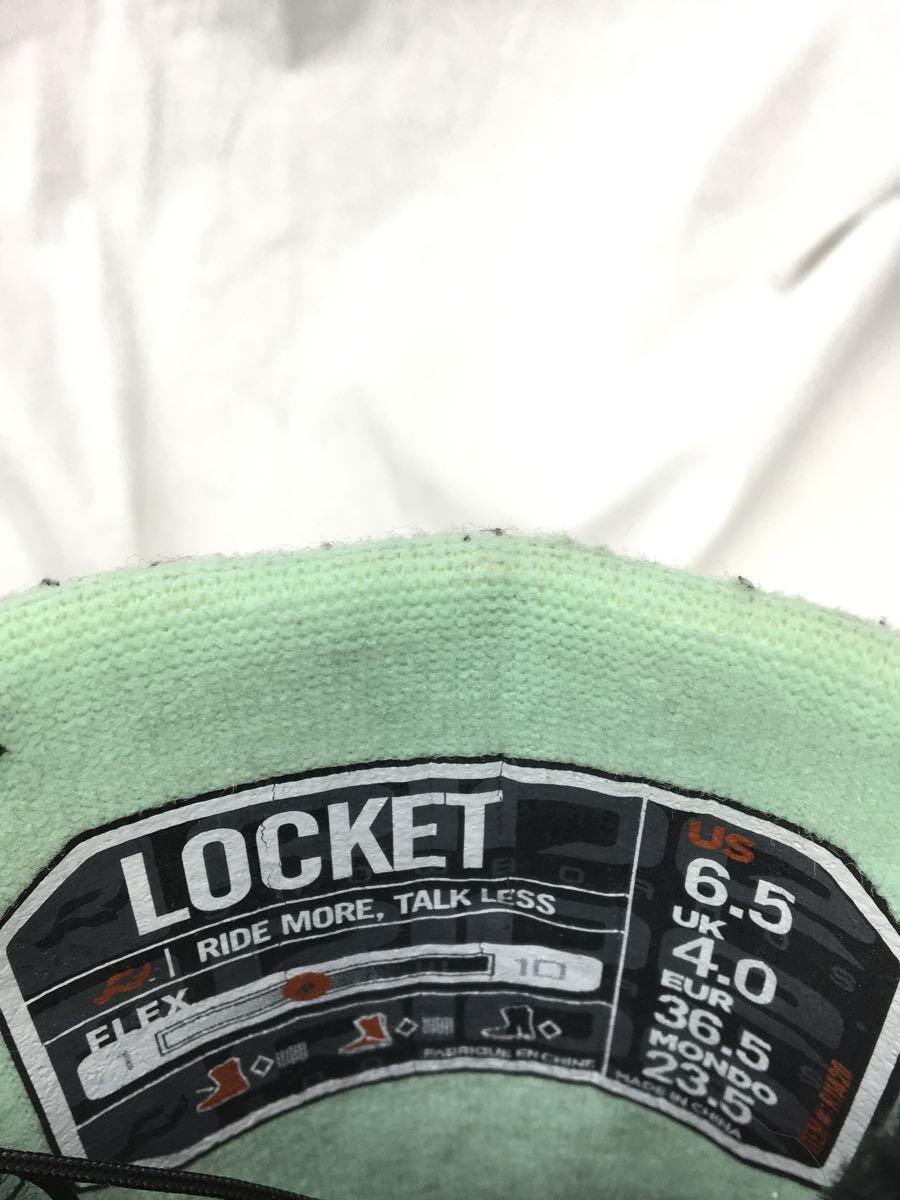 LOCKET
RIDE MORE, TALK LESS
FLEX
1
10
FABRIQUE EN CHINE
US
6.5
UK
4.0
EUR
36.5
MONDO
23.5
MADE IN CHINA